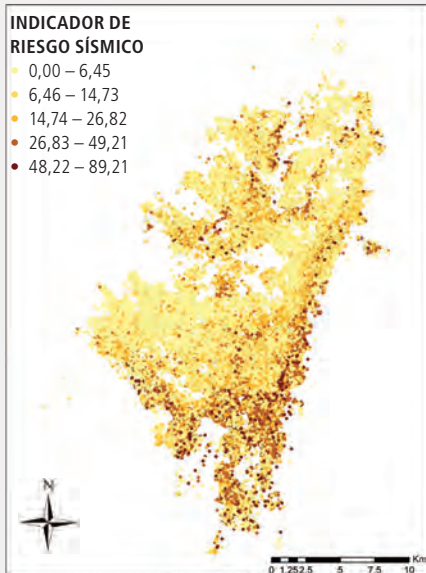 INDICADOR DE
RIESGO SÍSMICO
0,00 – 6,45
6,46 – 14,73
14,74 – 26,82
26,83 – 49,21
48,22 – 89,21
N
Kms
0 1.252.5 5 7.5 10